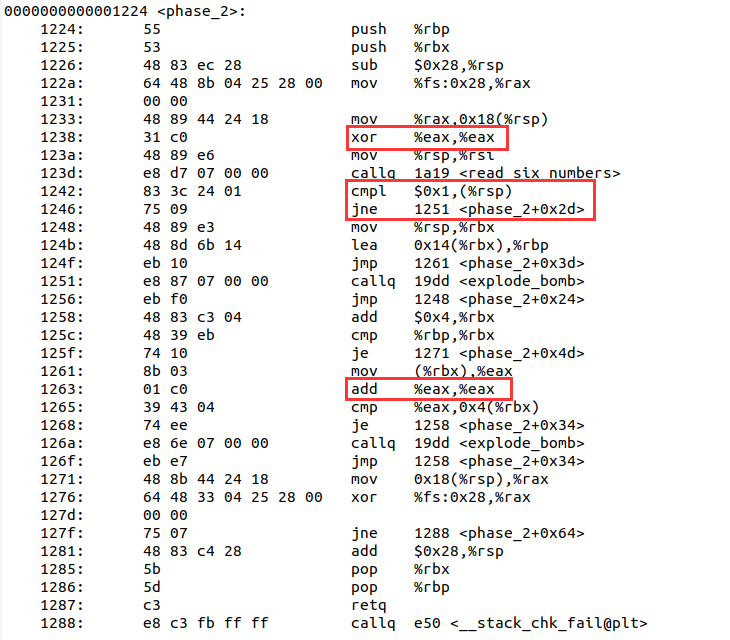 0000000000001224 <phase_2>:
1224: 55 push %rbp
1225: 53 push %rbx
1226: 48 83 ec 28 sub $0x28,%rsp
122a: 64 48 8b 04 25 28 00 mov %fs:0x28,%rax
1231: 00 00
1233: 48 89 44 24 18 mov %rax,0x18(%rsp)
1238: 31 c0 xor %eax,%eax
123a: 48 89 e6 mov %rsp,%rsi
123d: e8 d7 07 00 00 callq 1a19 <read_six_numbers>
1242: 83 3c 24 01 cmpl $0x1,(%rsp)
1246: 75 09 jne 1251 <phase_2+0x2d>
1248: 48 89 e3 mov %rsp,%rbx
124b: 48 8d 6b 14 lea 0x14(%rbx),%rbp
124f: eb 10 jmp 1261 <phase_2+0x3d>
1251: e8 87 07 00 00 callq 19dd <explode_bomb>
1256: eb f0 jmp 1248 <phase_2+0x24>
1258: 48 83 c3 04 add $0x4,%rbx
125c: 48 39 eb cmp %rbp,%rbx
125f: 74 10 je 1271 <phase_2+0x4d>
1261: 8b 03 mov (%rbx),%eax
1263: 01 c0 add %eax,%eax
1265: 39 43 04 cmp %eax,0x4(%rbx)
1268: 74 ee je 1258 <phase_2+0x34>
126a: e8 6e 07 00 00 callq 19dd <explode_bomb>
126f: eb e7 jmp 1258 <phase_2+0x34>
1271: 48 8b 44 24 18 mov 0x18(%rsp),%rax
1276: 64 48 33 04 25 28 00 xor %fs:0x28,%rax
127d: 00 00
127f: 75 07 jne 1288 <phase_2+0x64>
1281: 48 83 c4 28 add $0x28,%rsp
1285: 5b pop %rbx
1286: 5d pop %rbp
1287: c3 retq
1288: e8 c3 fb ff ff callq e50 <__stack_chk_fail@plt>